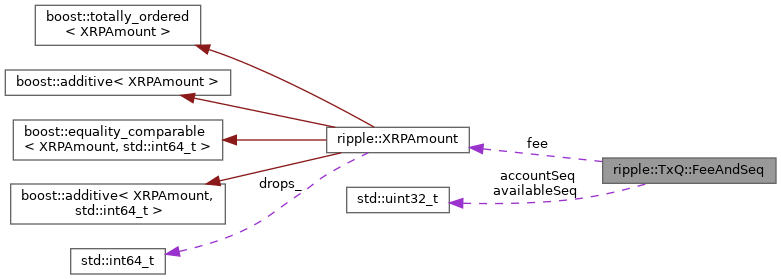 boost::totally_ordered
< XRPAmount >
boost::additive< XRPAmount >
boost::equality_comparable
< XRPAmount, std::int64_t >
boost::additive< XRPAmount,
std::int64_t >
std::int64_t
drops_
ripple::XRPAmount
std::uint32_t
fee
accountSeq
availableSeq
ripple::TxQ::FeeAndSeq